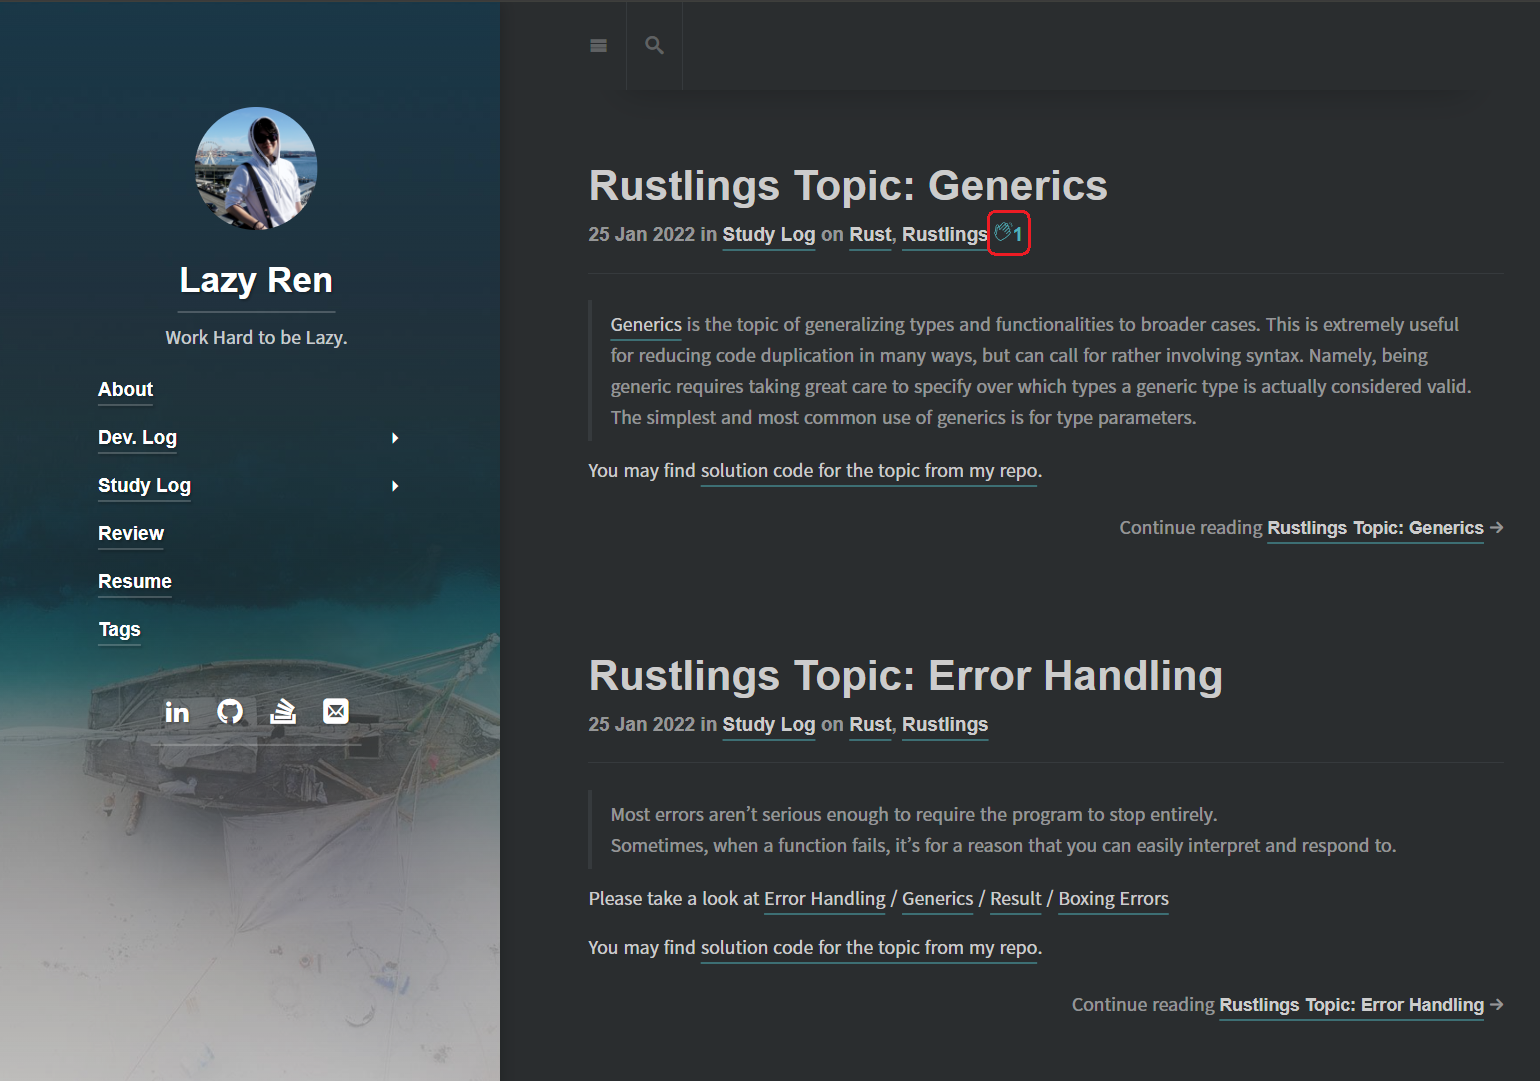 Lazy Ren
Work Hard to be Lazy.
About
Dev. Log
Study Log
Review
Resume
Tags
Rustlings Topic: Generics
25 Jan 2022 in Study Log on Rust, Rustlings 👏1
Generics is the topic of generalizing types and functionalities to broader cases. This is extremely useful
for reducing code duplication in many ways, but can call for rather involving syntax. Namely, being
generic requires taking great care to specify over which types a generic type is actually considered valid.
The simplest and most common use of generics is for type parameters.
You may find solution code for the topic from my repo.
Continue reading Rustlings Topic: Generics →
Rustlings Topic: Error Handling
25 Jan 2022 in Study Log on Rust, Rustlings
Most errors aren’t serious enough to require the program to stop entirely.
Sometimes, when a function fails, it’s for a reason that you can easily interpret and respond to.
Please take a look at Error Handling / Generics / Result / Boxing Errors
You may find solution code for the topic from my repo.
Continue reading Rustlings Topic: Error Handling →